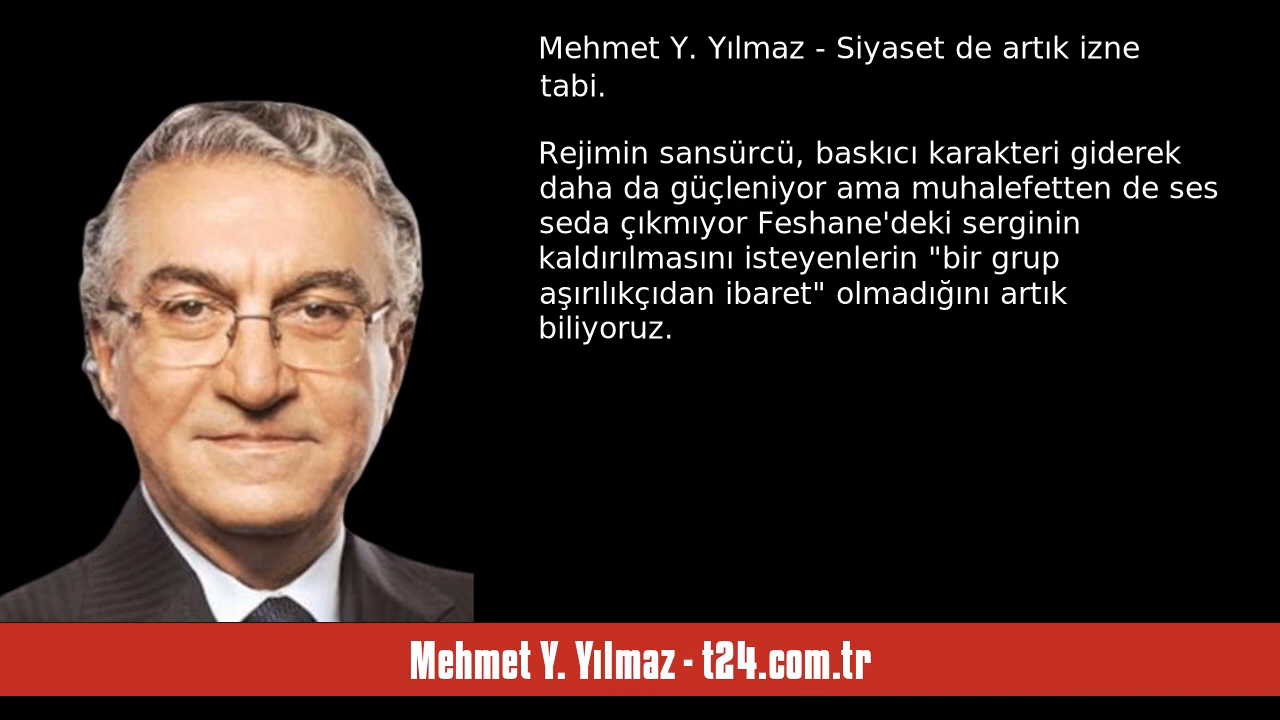 Mehmet Y. Yılmaz - Siyaset de artık izne
tabi.
Rejimin sansürcü, baskıcı karakteri giderek
daha da güçleniyor ama muhalefetten de ses
seda çıkmıyor Feshane'deki serginin
kaldırılmasını isteyenlerin "bir grup
aşırılıkçıdan ibaret" olmadığını artık
biliyoruz.
Mehmet Y. Yılmaz - t24.com.tr